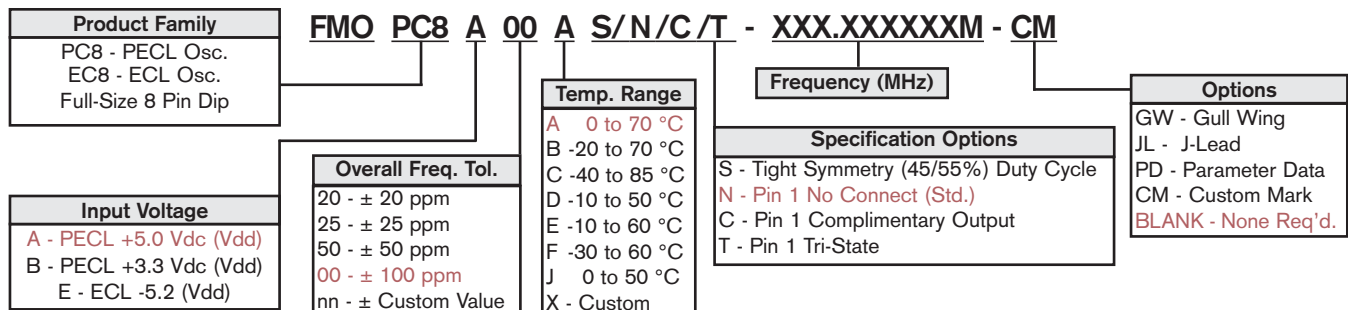 FMO PC8 A 00 A S/N/C/T - XXX.XXXXXXM - CM
Product Family
PC8 - PECL Osc.
EC8 - ECL Osc.
Full-Size 8 Pin Dip
Input Voltage
A - PECL +5.0 Vdc (Vdd)
B - PECL +3.3 Vdc (Vdd)
E - ECL -5.2 (Vdd)
Overall Freq. Tol.
20 - ± 20 ppm
25 - ± 25 ppm
50 - ± 50 ppm
00 - ± 100 ppm
nn - ± Custom Value
Temp. Range
A 0 to 70 °C
B -20 to 70 °C
C -40 to 85 °C
D -10 to 50 °C
E -10 to 60 °C
F -30 to 60 °C
J 0 to 50 °C
X - Custom
Frequency (MHz)
Specification Options
S - Tight Symmetry (45/55%) Duty Cycle
N - Pin 1 No Connect (Std.)
C - Pin 1 Complimentary Output
T - Pin 1 Tri-State
Options
GW - Gull Wing
JL - J-Lead
PD - Parameter Data
CM - Custom Mark
BLANK - None Req'd.